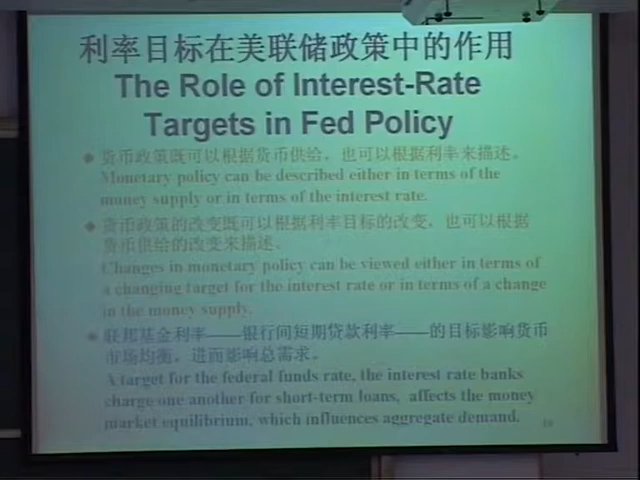 利率目标在美联储政策中的作用
The Role of Interest-Rate
Targets in Fed Policy
货币政策既可以根据货币供给，也可以根据利率来描述。
Monetary policy can be described either in terms of the
money supply or in terms of the interest rate.
货币政策的改变既可以根据利率目标的改变，也可以根据
货币供给的改变来描述。
Changes in monetary policy can be viewed either in terms of
a changing target for the interest rate or in terms of a change
in the money supply.
联邦基金利率——银行间短期贷款利率——的目标影响货币
市场均衡，进而影响总需求。
A target for the federal funds rate, the interest rate banks
charge one another for short-term loans, affects the money
market equilibrium, which influences aggregate demand.